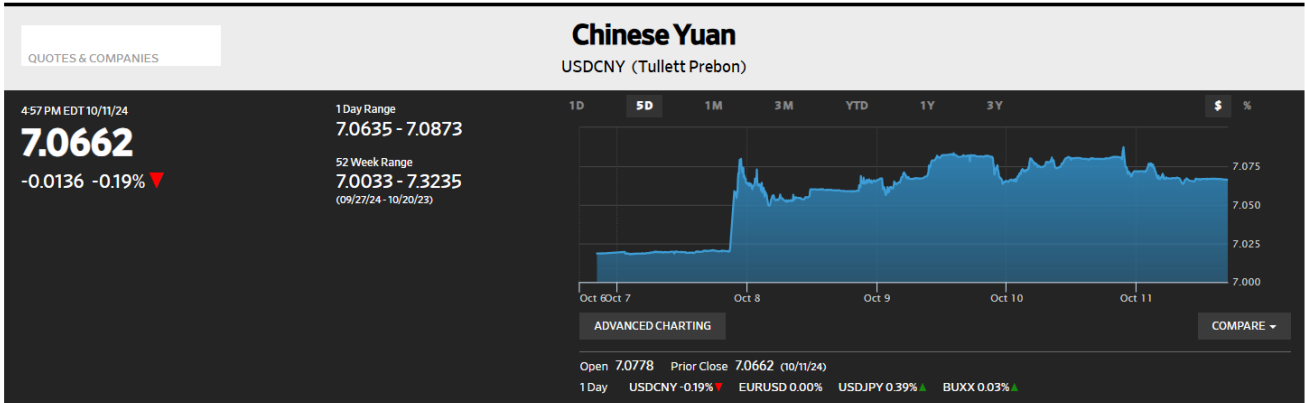 Chinese Yuan
QUOTES & COMPANIES
USDCNY (Tullett Prebon)
4:57 PM EDT 10/11/24
7.0662
-0.0136 -0.19%
1 Day Range
7.0635 - 7.0873
52 Week Range
7.0033 - 7.3235
(09/27/24 - 10/20/23)
1D 5D 1M 3M YTD 1Y 3Y $ %
7.075
7.050
7.025
7.000
Oct 6 Oct 7 Oct 8 Oct 9 Oct 10 Oct 11
ADVANCED CHARTING COMPARE
Open 7.0778 Prior Close 7.0662 (10/11/24)
1 Day USDCNY -0.19% EURUSD 0.00% USDJPY 0.39% BUXX 0.03%